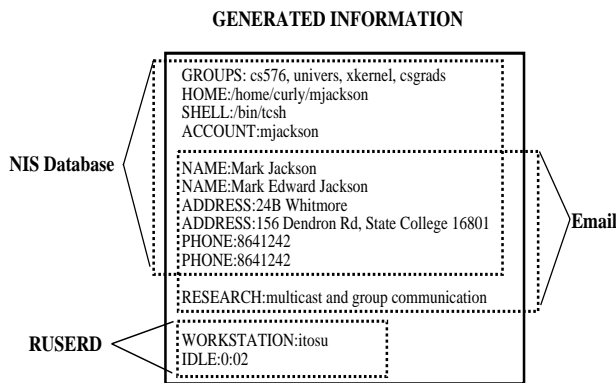 GENERATED INFORMATION
GROUPS: cs576, univers, xkernel, csgrads
HOME:/home/curly/mjackson
SHELL:/bin/tcsh
ACCOUNT:mjackson
NIS Database
NAME:Mark Jackson
NAME:Mark Edward Jackson
ADDRESS:24B Whitmore
ADDRESS:156 Dendron Rd, State College 16801
PHONE:8641242
PHONE:8641242
Email
RESEARCH:multicast and group communication
RUSERD
WORKSTATION:itosu
IDLE:0:02